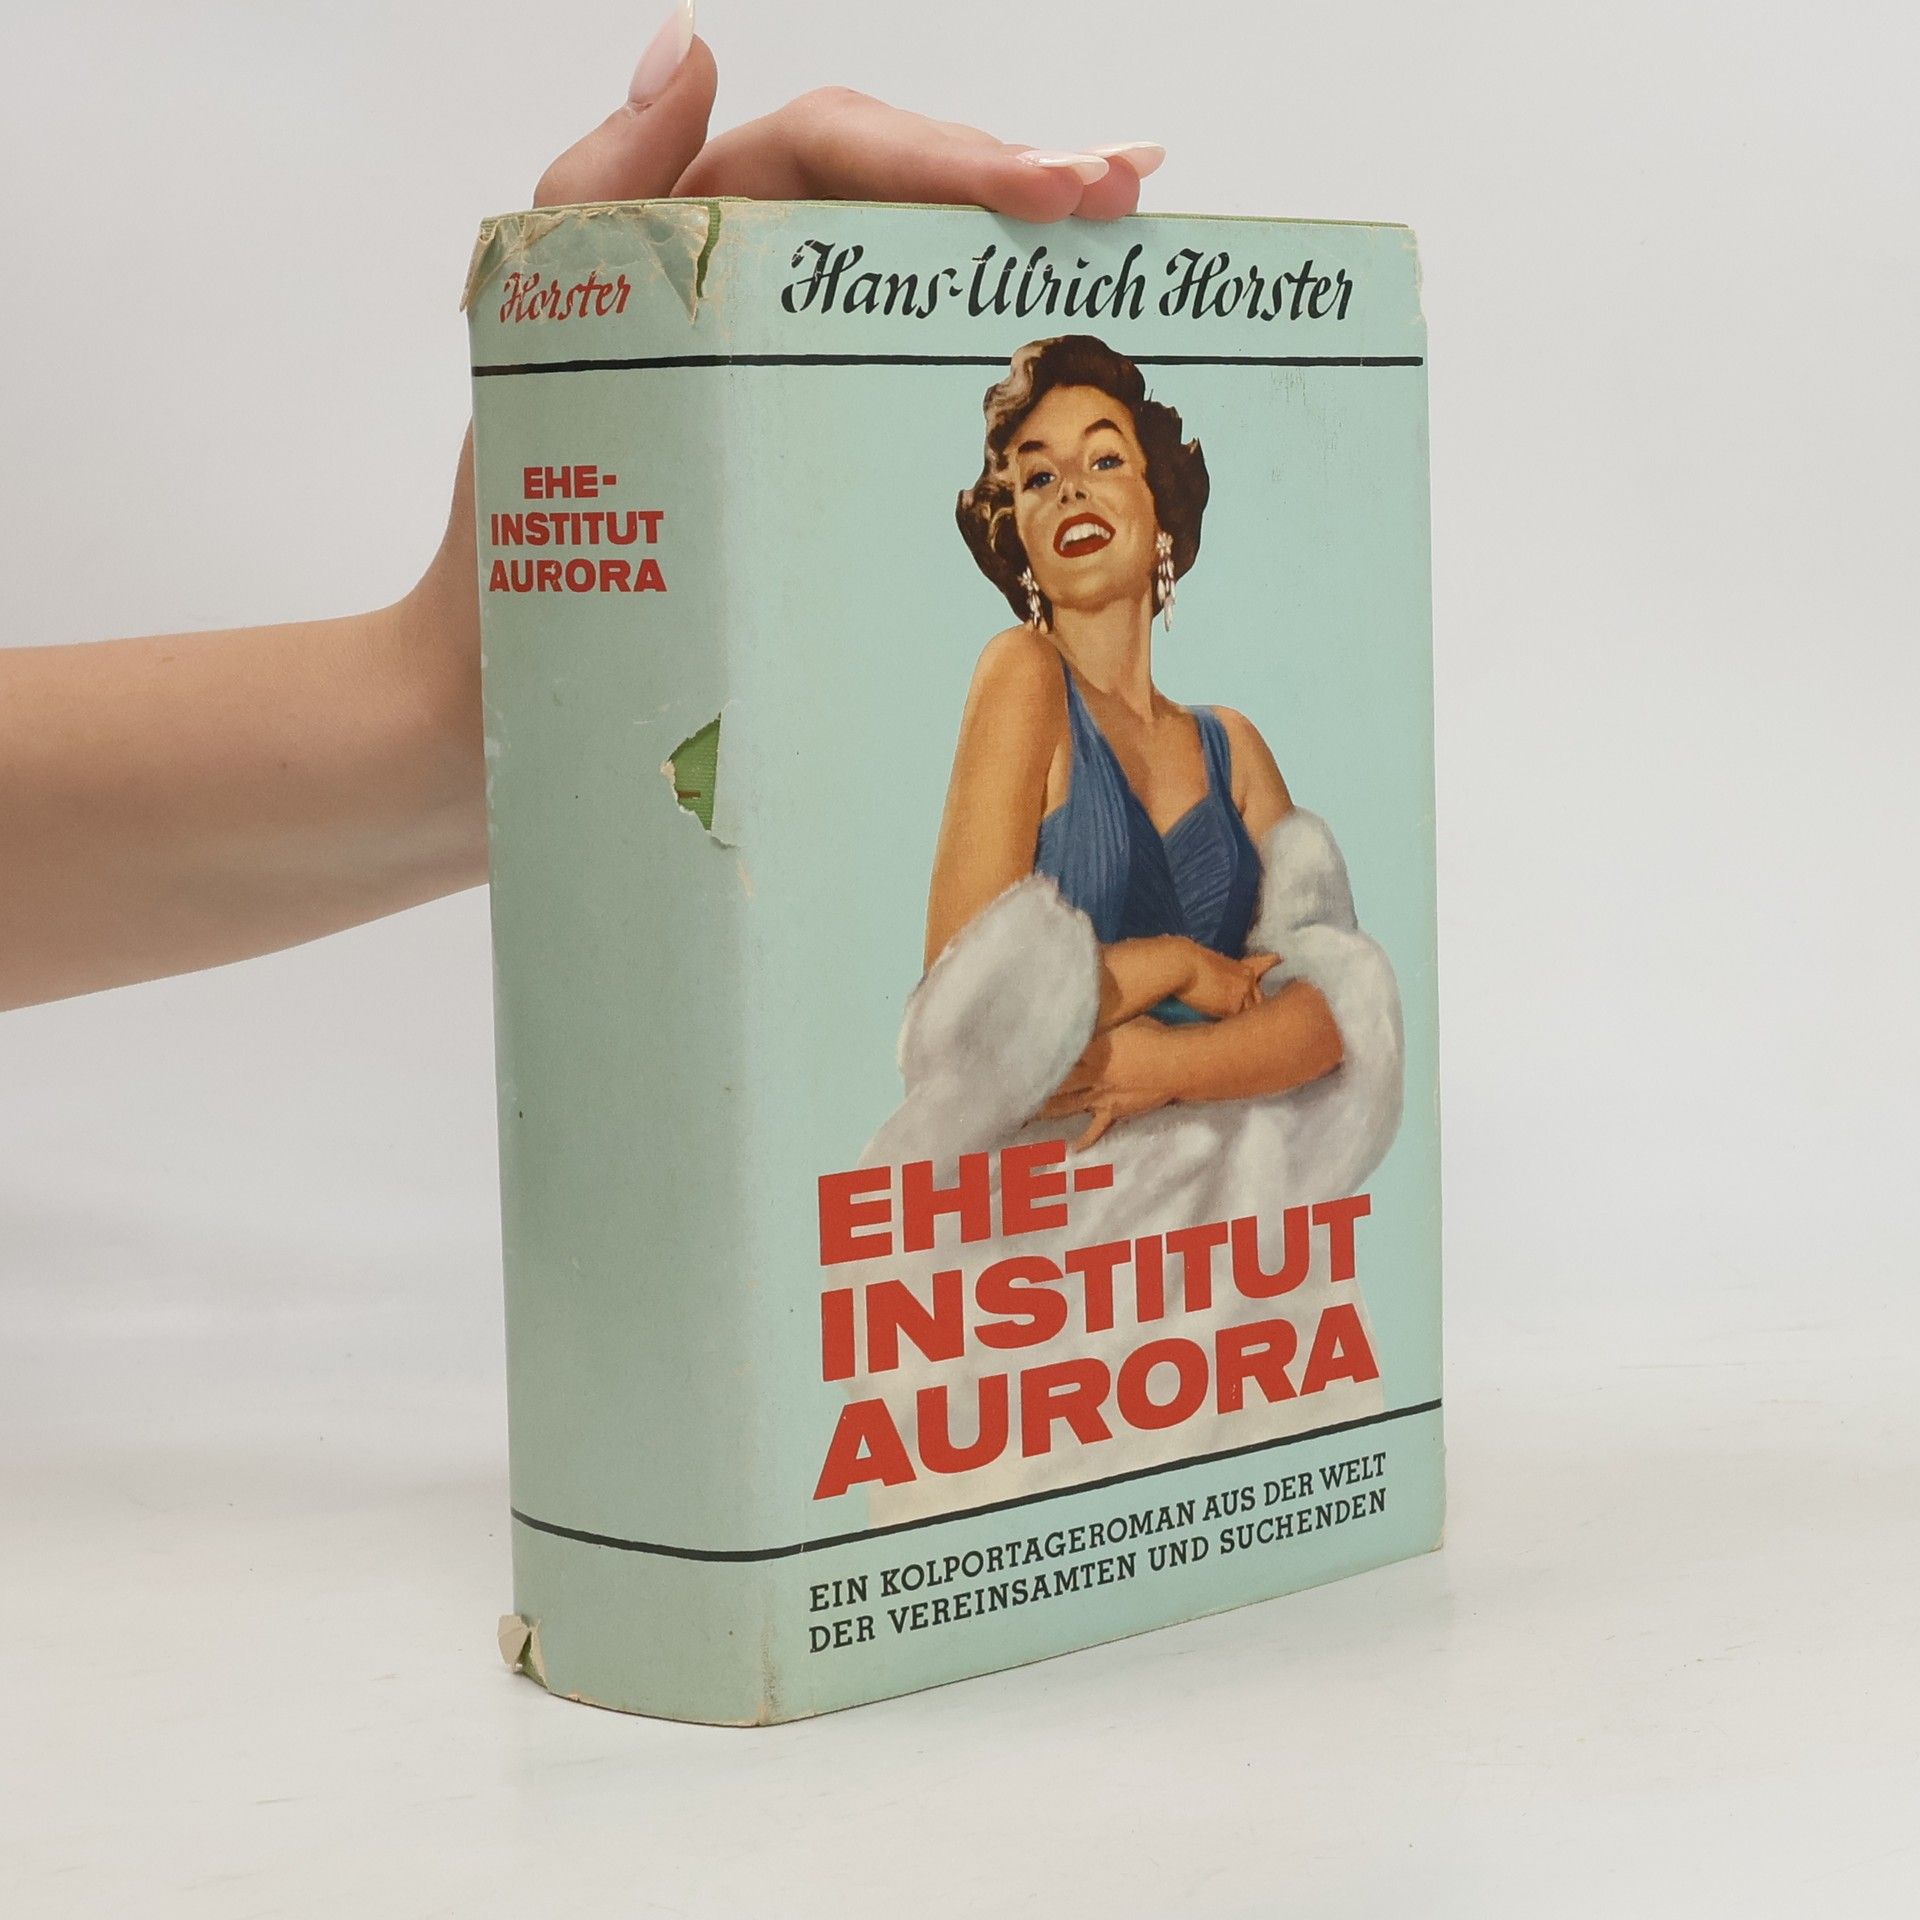 Horster
EHE-
INSTITUT
AURORA
Hans-Ulrich Horster
EHE-
INSTITUT
AURORA
EIN KOLPORTAGEROMAN AUS DER WELT
DER VEREINSAMTEN UND SUCHENDEN